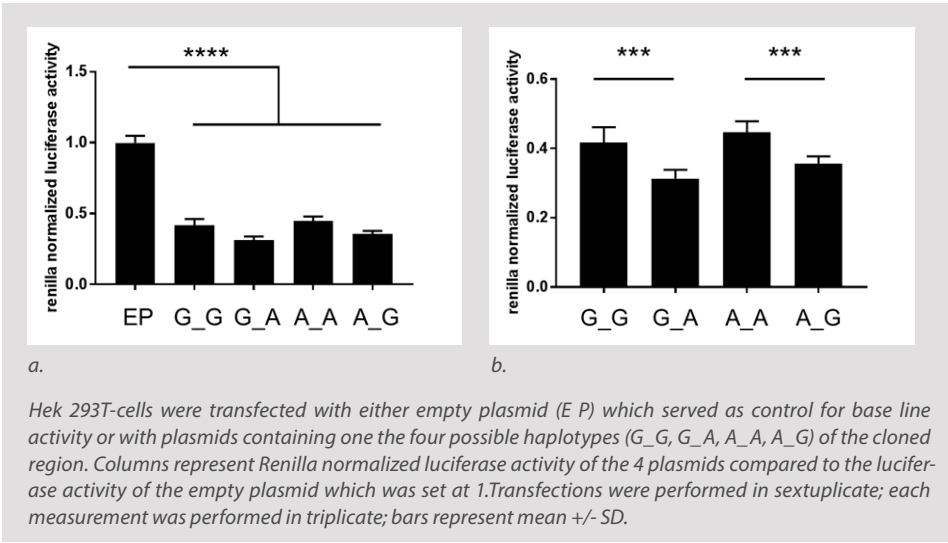 ****
renilla normalized luciferase activity
1.5
1.0
0.5
0.0
EP G_G G_A A_A A_G
a.
*** ***
renilla normalized luciferase activity
0.6
0.4
0.2
0.0
G_G G_A A_A A_G
b.
Hek 293T-cells were transfected with either empty plasmid (E P) which served as control for base line
activity or with plasmids containing one the four possible haplotypes (G_G, G_A, A_A, A_G) of the cloned
region. Columns represent Renilla normalized luciferase activity of the 4 plasmids compared to the lucifer-
ase activity of the empty plasmid which was set at 1.Transfections were performed in sextuplicate; each
measurement was performed in triplicate; bars represent mean +/- SD.